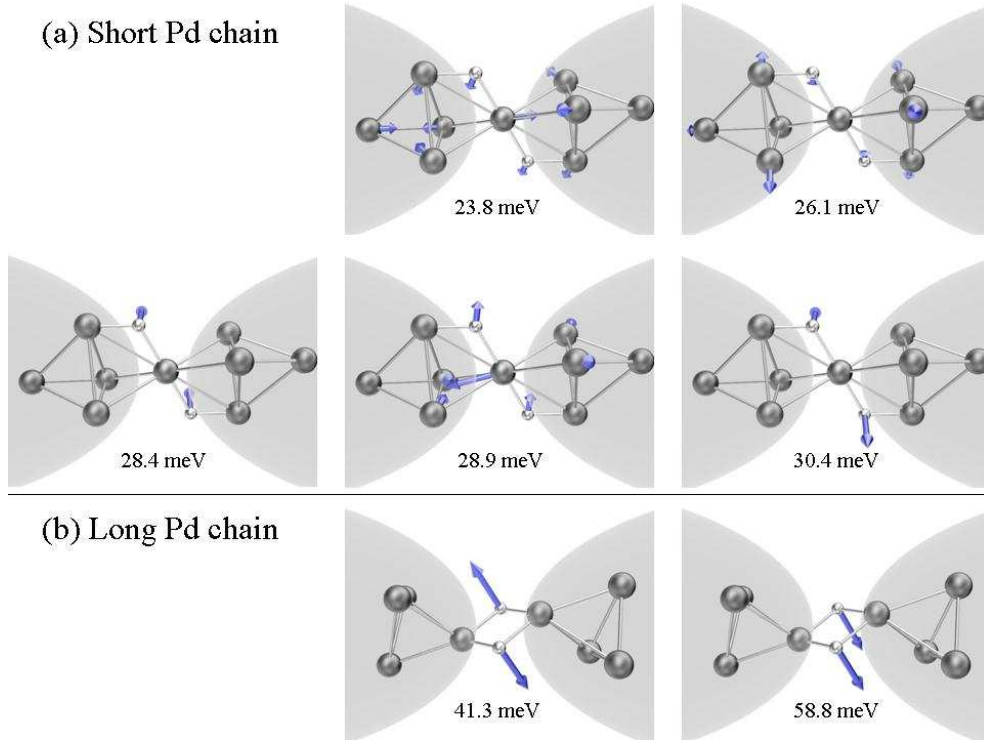 (a) Short Pd chain
23.8 meV
26.1 meV
28.4 meV
28.9 meV
30.4 meV
(b) Long Pd chain
41.3 meV
58.8 meV